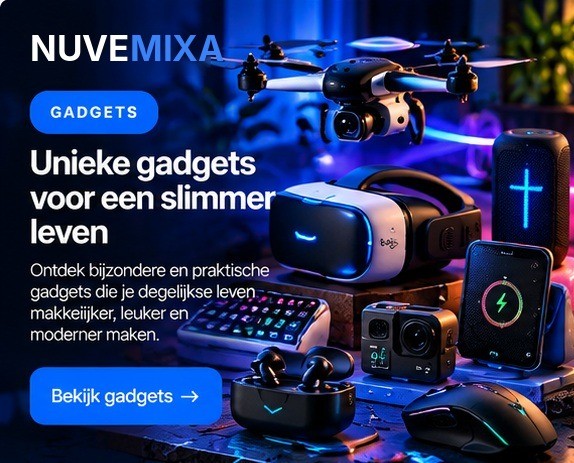 NUVEMIXA
GADGETS
Unieke gadgets
voor een slimmer
leven
Ontdek bijzondere en praktische
gadgets die je degelijkse leven
makkeiijker, leuker en
moderner maken.
Bekijk gadgets →